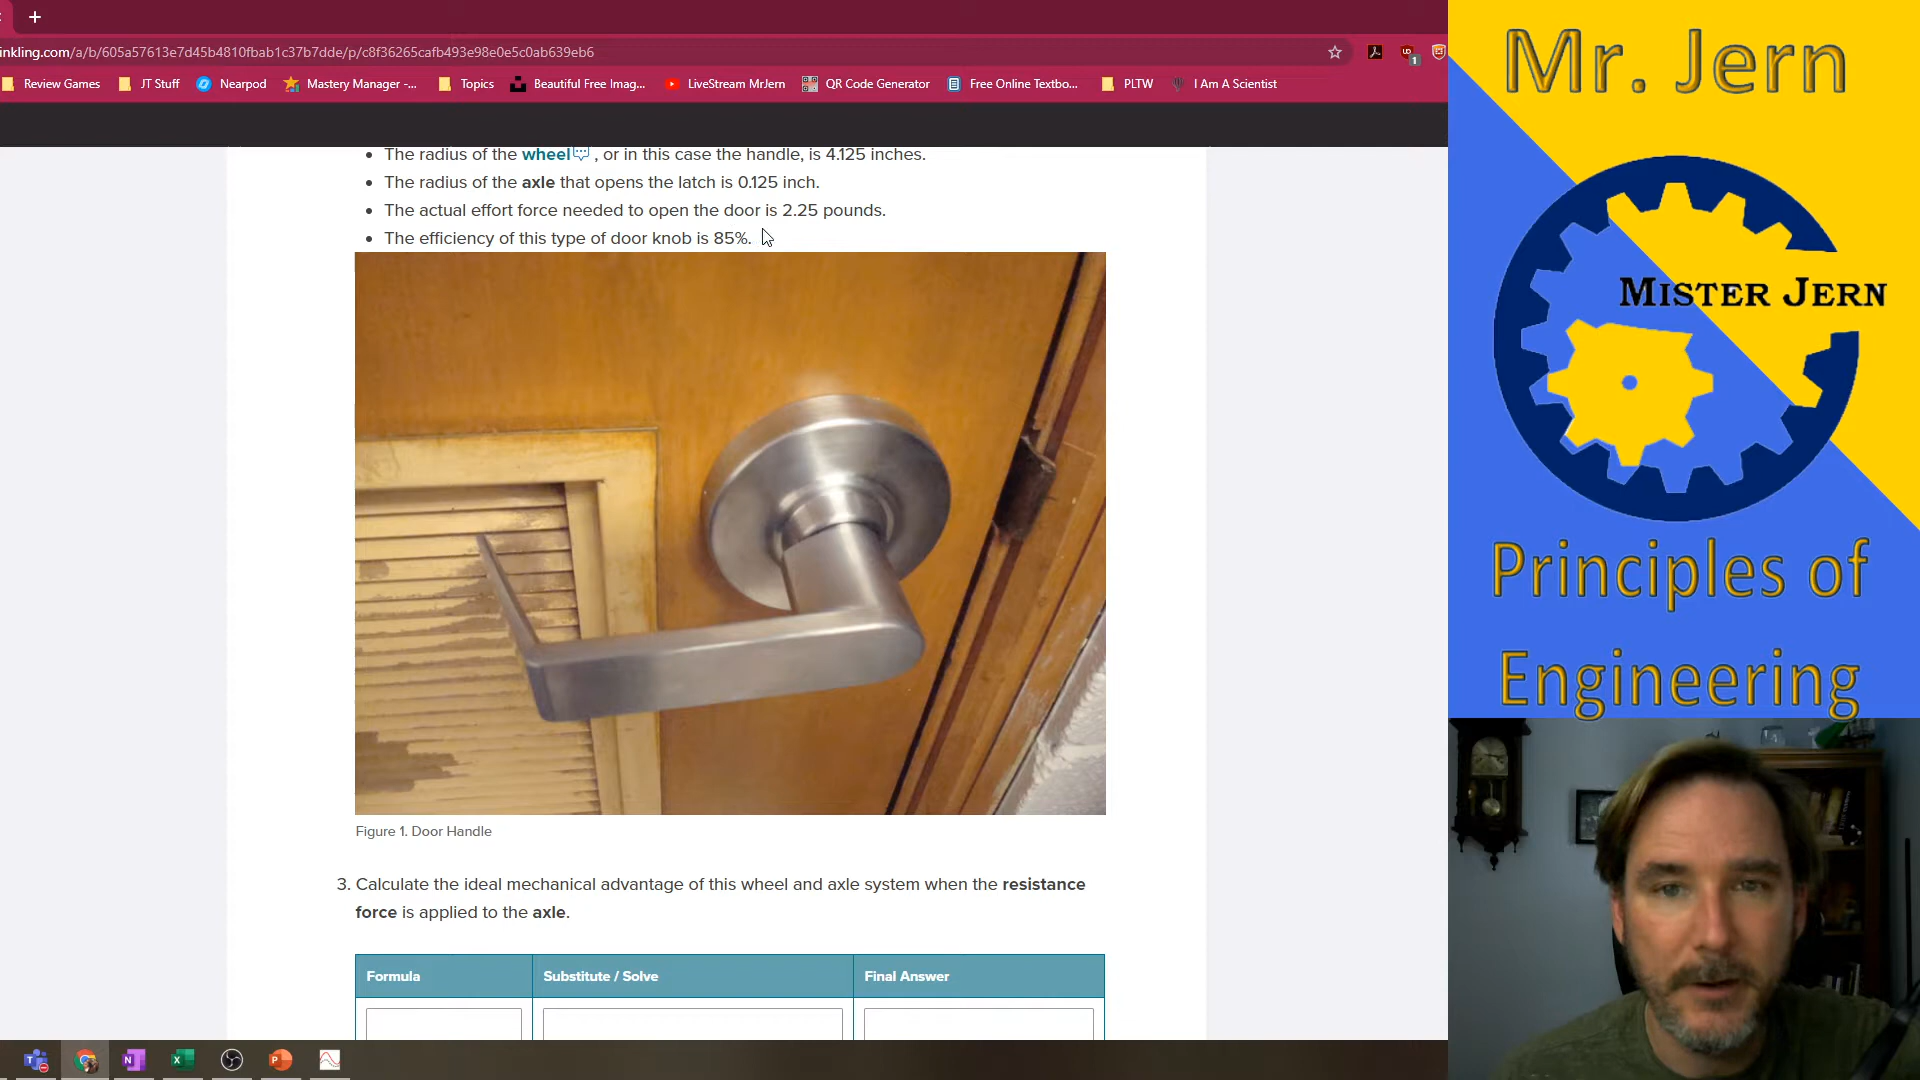 inkling.com/a/b/605a57613e7d45b4810fbab1c37b7dde/p/c8f36265cafb493e98e0e5c0ab639eb6
Review Games
JT Stuff
Nearpod
Mastery Manager -...
Topics
Beautiful Free Imag...
LiveStream MrJern
QR Code Generator
Free Online Textbo...
PLTW
I Am A Scientist
• The radius of the wheel , or in this case the handle, is 4.125 inches.
• The radius of the axle that opens the latch is 0.125 inch.
• The actual effort force needed to open the door is 2.25 pounds.
• The efficiency of this type of door knob is 85%.
Figure 1. Door Handle
3. Calculate the ideal mechanical advantage of this wheel and axle system when the resistance
force is applied to the axle.
Formula
Substitute / Solve
Final Answer
Mr. Jern
Mister Jern
Principles of
Engineering